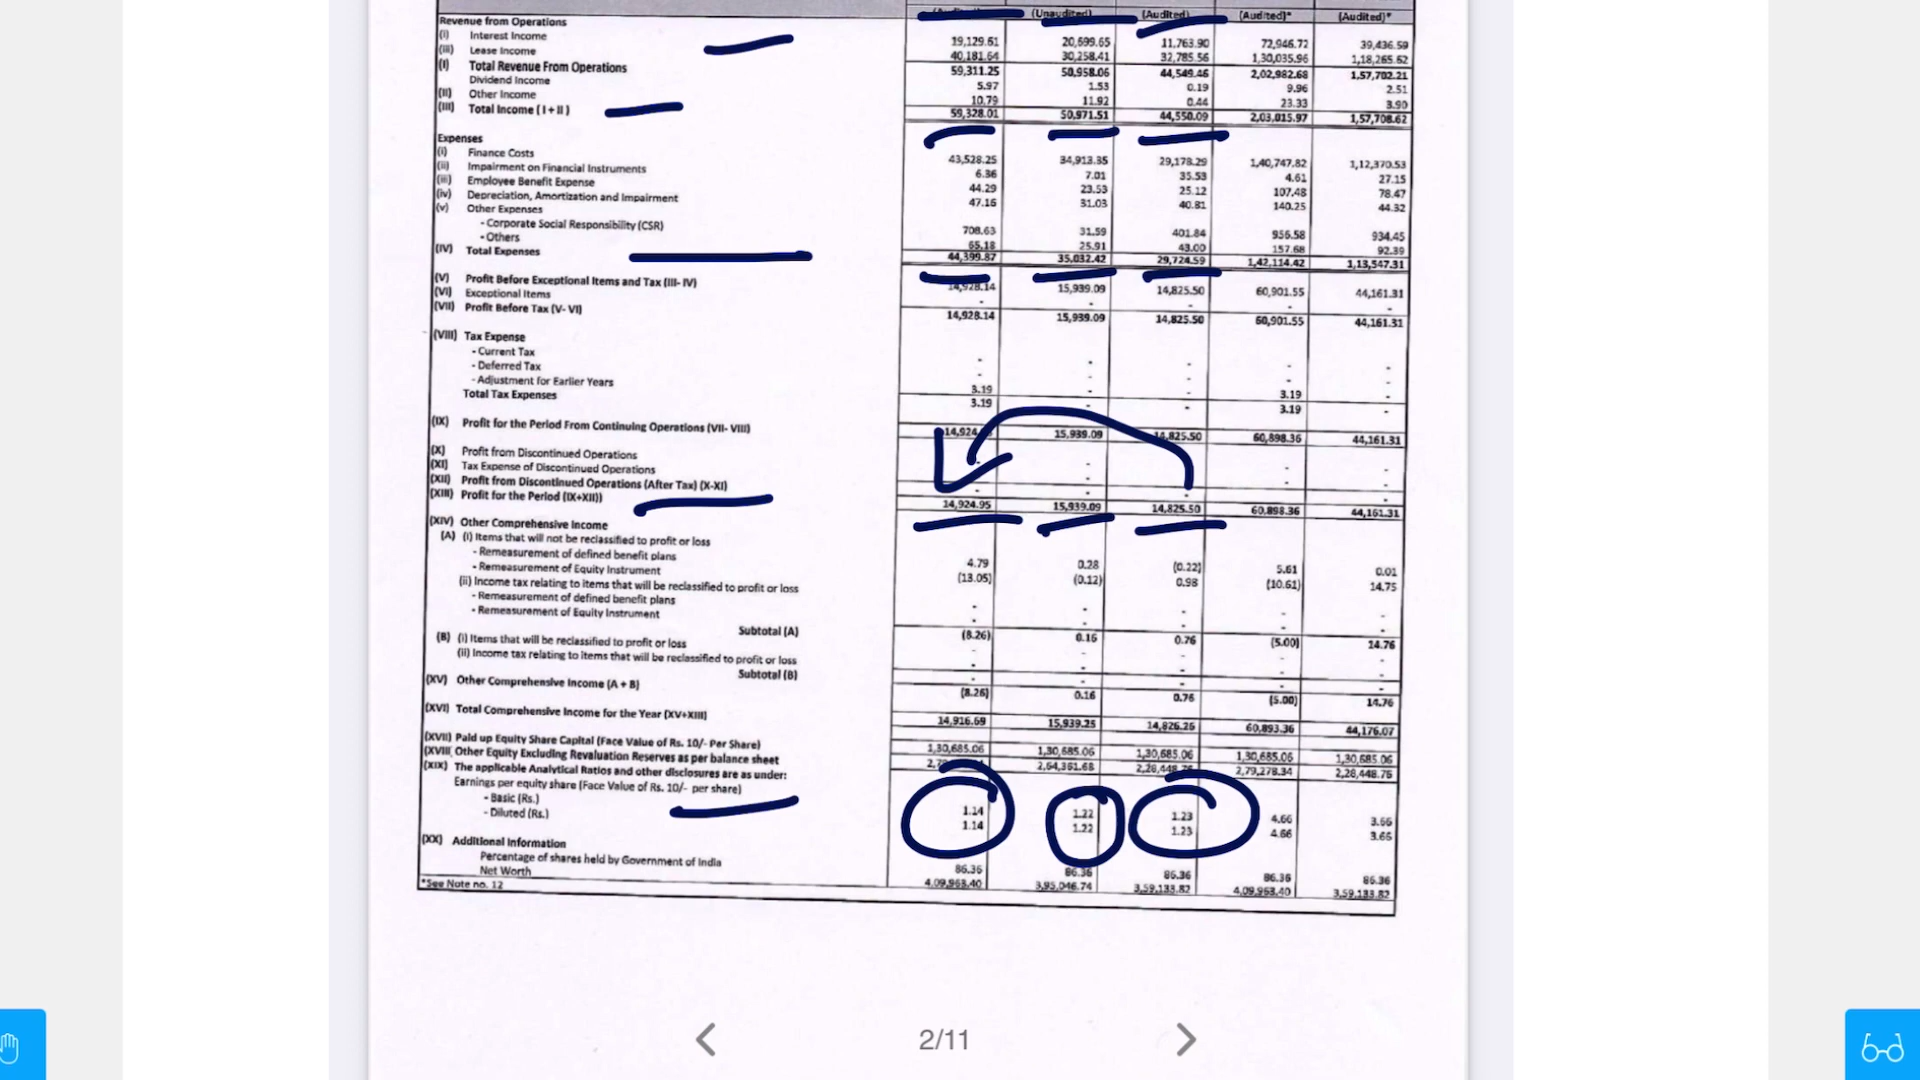 (Unaudited) (Audited) (Audited)* (Audited)*
Revenue from Operations
(i) Interest Income 19,129.61 20,699.65 11,763.90 72,946.72 39,436.59
(iii) Lease Income 40,181.64 30,258.41 32,785.56 1,30,035.96 1,18,265.62
(I) Total Revenue From Operations 59,311.25 50,958.06 44,549.46 2,02,982.68 1,57,702.21
Dividend Income 5.97 1.53 0.19 9.96 2.51
(II) Other Income 10.79 11.92 0.44 23.33 3.90
(III) Total Income ( I + II ) 59,328.01 50,971.51 44,550.09 2,03,015.97 1,57,708.62
Expenses
(i) Finance Costs 43,528.25 34,913.35 29,178.29 1,40,747.82 1,12,370.53
(ii) Impairment on Financial Instruments 6.36 7.01 35.53 4.61 27.15
(iii) Employee Benefit Expense 44.29 23.53 25.12 107.48 78.47
(iv) Depreciation, Amortization and Impairment 47.16 31.03 40.81 140.25 44.32
(v) Other Expenses
- Corporate Social Responsibility (CSR) 708.63 31.59 401.84 956.58 934.45
- Others 65.18 25.91 43.00 157.68 92.39
(IV) Total Expenses 44,399.87 35,032.42 29,724.59 1,42,114.42 1,13,547.31
(V) Profit Before Exceptional Items and Tax (III- IV) 14,928.14 15,939.09 14,825.50 60,901.55 44,161.31
(VI) Exceptional Items - - - - -
(VII) Profit Before Tax (V- VI) 14,928.14 15,939.09 14,825.50 60,901.55 44,161.31
(VIII) Tax Expense
- Current Tax - - - - -
- Deferred Tax - - - - -
- Adjustment for Earlier Years 3.19 - - 3.19 -
Total Tax Expenses 3.19 - - 3.19 -
(IX) Profit for the Period From Continuing Operations (VII- VIII) 15,939.09 14,825.50 60,898.36 44,161.31
(X) Profit from Discontinued Operations
(XI) Tax Expense of Discontinued Operations
(XII) Profit from Discontinued Operations (After Tax) (X-XI)
(XIII) Profit for the Period (IX+XII)) 14,924.95 15,939.09 14,825.50 60,898.36 44,161.31
(XIV) Other Comprehensive Income
(A) (i) Items that will not be reclassified to profit or loss
- Remeasurement of defined benefit plans 4.79 0.28 (0.22) 5.61 0.01
- Remeasurement of Equity Instrument (13.05) (0.12) 0.98 (10.61) 14.75
(ii) Income tax relating to items that will be reclassified to profit or loss
- Remeasurement of defined benefit plans - - - - -
- Remeasurement of Equity Instrument - - - - -
Subtotal (A) (8.26) 0.16 0.76 (5.00) 14.76
(B) (i) Items that will be reclassified to profit or loss - - - - -
(ii) Income tax relating to items that will be reclassified to profit or loss - - - - -
Subtotal (B) - - - - -
(XV) Other Comprehensive Income (A + B) (8.26) 0.16 0.76 (5.00) 14.76
(XVI) Total Comprehensive Income for the Year (XV+XIII) 14,916.69 15,939.25 14,826.26 60,893.36 44,176.07
(XVII) Paid up Equity Share Capital (Face Value of Rs. 10/- Per Share) 1,30,685.06 1,30,685.06 1,30,685.06 1,30,685.06 1,30,685.06
(XVIII) Other Equity Excluding Revaluation Reserves as per balance sheet 2,64,361.68 2,79,278.34 2,28,448.76
(XIX) The applicable Analytical Ratios and other disclosures are as under:
Earnings per equity share (Face Value of Rs. 10/- per share)
- Basic (Rs.) 1.14 1.22 1.23 4.66 3.66
- Diluted (Rs.) 1.14 1.22 1.23 4.66 3.66
(XX) Additional Information
Percentage of shares held by Government of India 86.36 86.36 86.36 86.36 86.36
Net Worth 4,09,963.40 3,95,046.74 3,59,133.82 4,09,963.40 3,59,133.82
*See Note no. 12
2/11